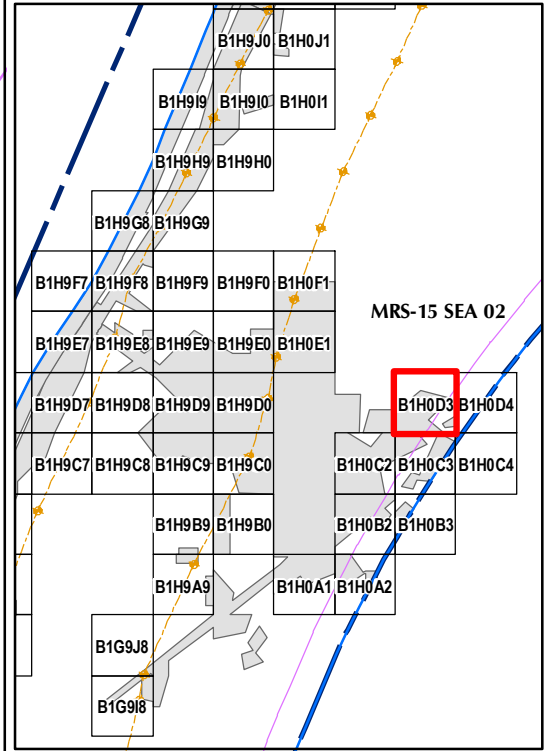 B1H9J0 B1H0J1
B1H9I9 B1H9I0 B1H0I1
B1H9H9 B1H9H0
B1H9G8 B1H9G9
B1H9F7 B1H9F8 B1H9F9 B1H9F0 B1H0F1
MRS-15 SEA 02
B1H9E7 B1H9E8 B1H9E9 B1H9E0 B1H0E1
B1H9D7 B1H9D8 B1H9D9 B1H9D0 B1H0D3 B1H0D4
B1H9C7 B1H9C8 B1H9C9 B1H9C0 B1H0C2 B1H0C3 B1H0C4
B1H9B9 B1H9B0 B1H0B2 B1H0B3
B1H9A9 B1H0A1 B1H0A2
B1G9J8
B1G9I8